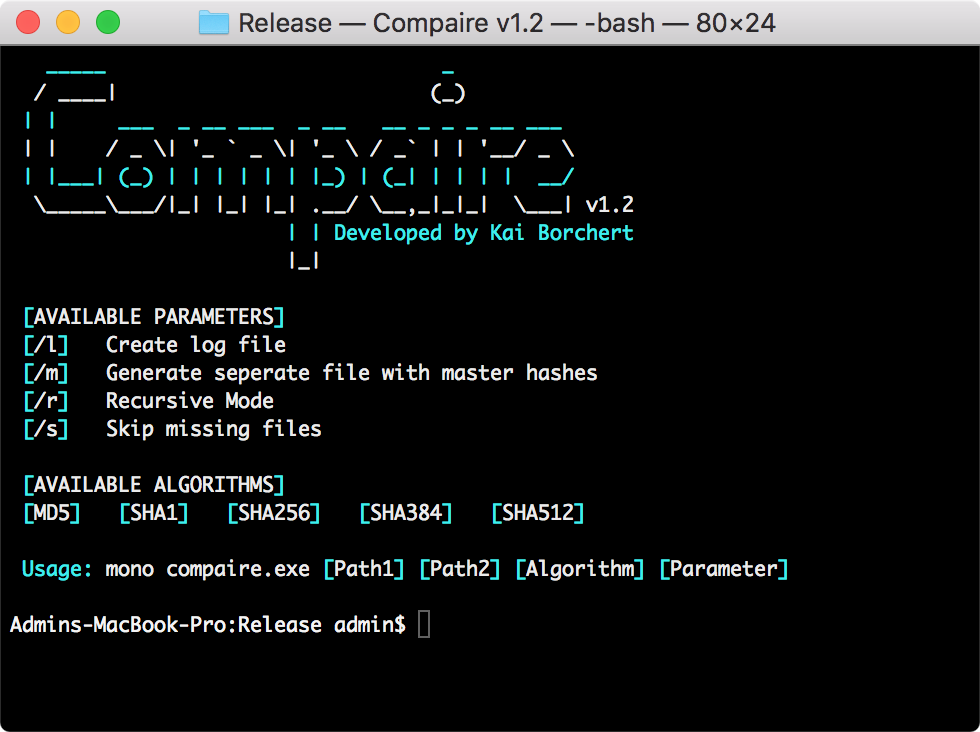 Release — Compaire v1.2 — -bash — 80×24
Compaire v1.2
Developed by Kai Borchert
[AVAILABLE PARAMETERS]
[/l] Create log file
[/m] Generate seperate file with master hashes
[/r] Recursive Mode
[/s] Skip missing files
[AVAILABLE ALGORITHMS]
[MD5] [SHA1] [SHA256] [SHA384] [SHA512]
Usage: mono compaire.exe [Path1] [Path2] [Algorithm] [Parameter]
Admins-MacBook-Pro:Release admin$